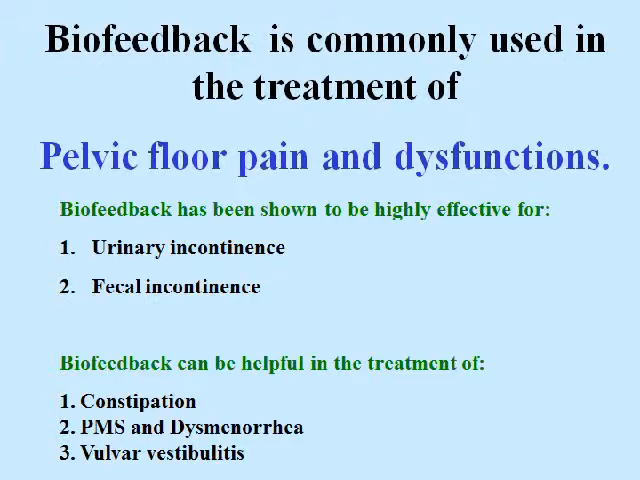 Biofeedback is commonly used in
the treatment of
Pelvic floor pain and dysfunctions.
Biofeedback has been shown to be highly effective for:
1. Urinary incontinence
2. Fecal incontinence
Biofeedback can be helpful in the treatment of:
1. Constipation
2. PMS and Dysmenorrhea
3. Vulvar vestibulitis